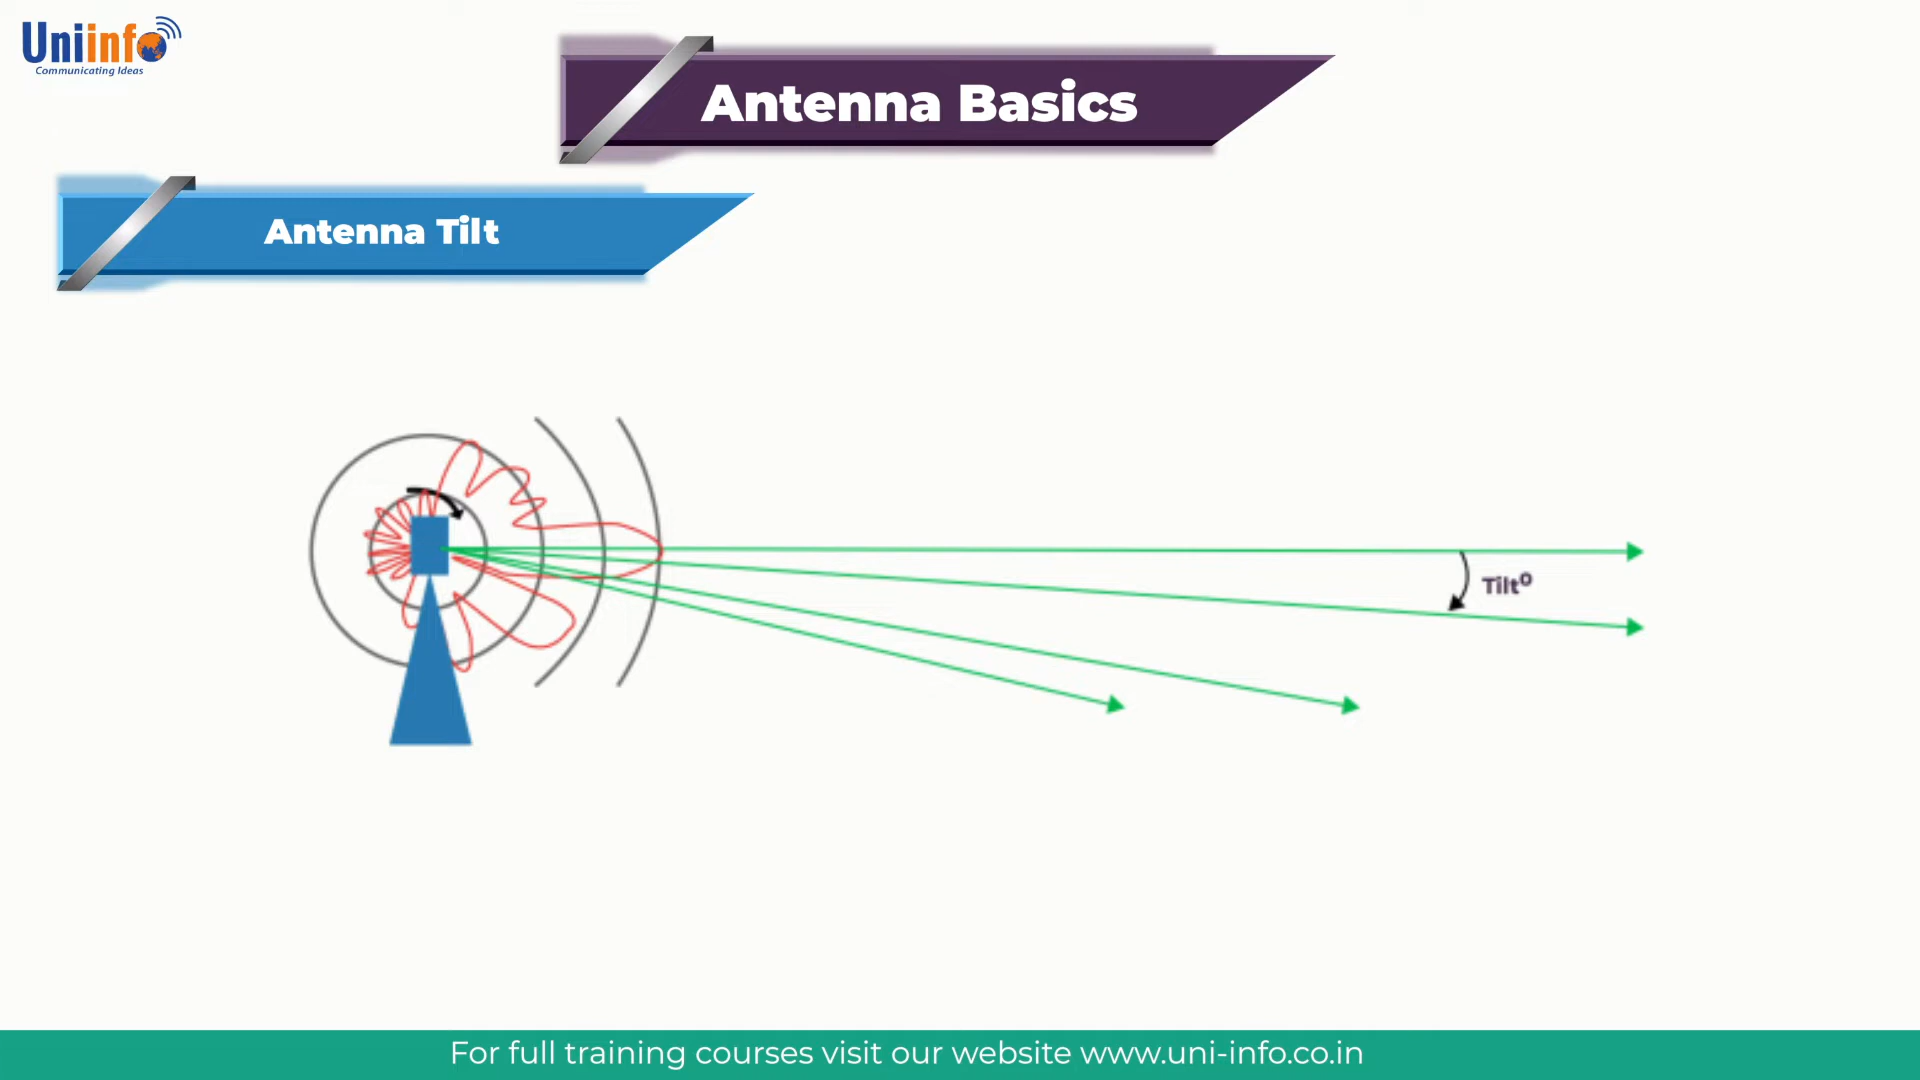 Uniinfo
Communicating Ideas
Antenna Basics
Antenna Tilt
Tilt⁰
For full training courses visit our website www.uni-info.co.in